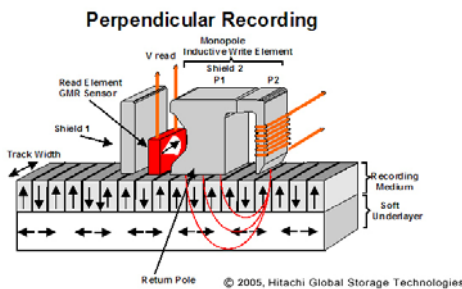 Perpendicular Recording
Monopole
Inductive Write Element
V read
Shield 2
P1
P2
Read Element
GMR Sensor
Shield 1
Track Width
Recording
Medium
Soft
Underlayer
Return Pole
© 2005, Hitachi Global Storage Technologies